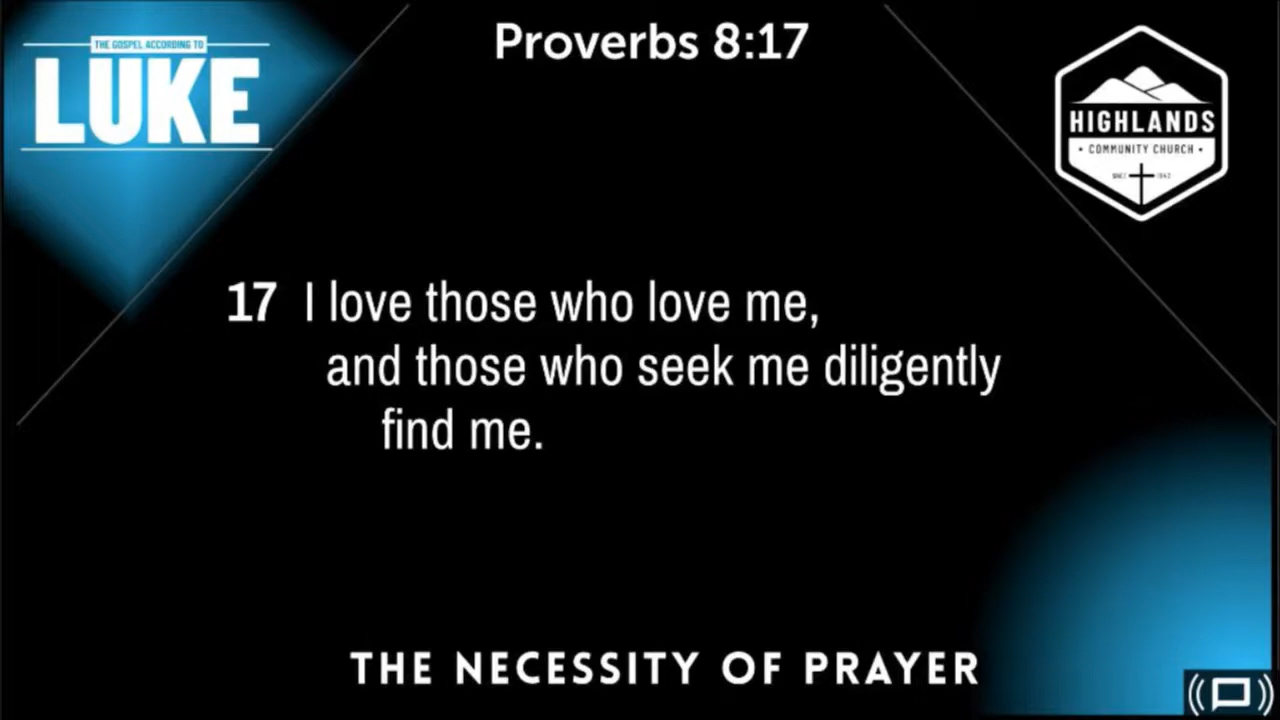 THE GOSPEL ACCORDING TO
LUKE
Proverbs 8:17
HIGHLANDS
• COMMUNITY CHURCH •
17 I love those who love me,
and those who seek me diligently
find me.
THE NECESSITY OF PRAYER